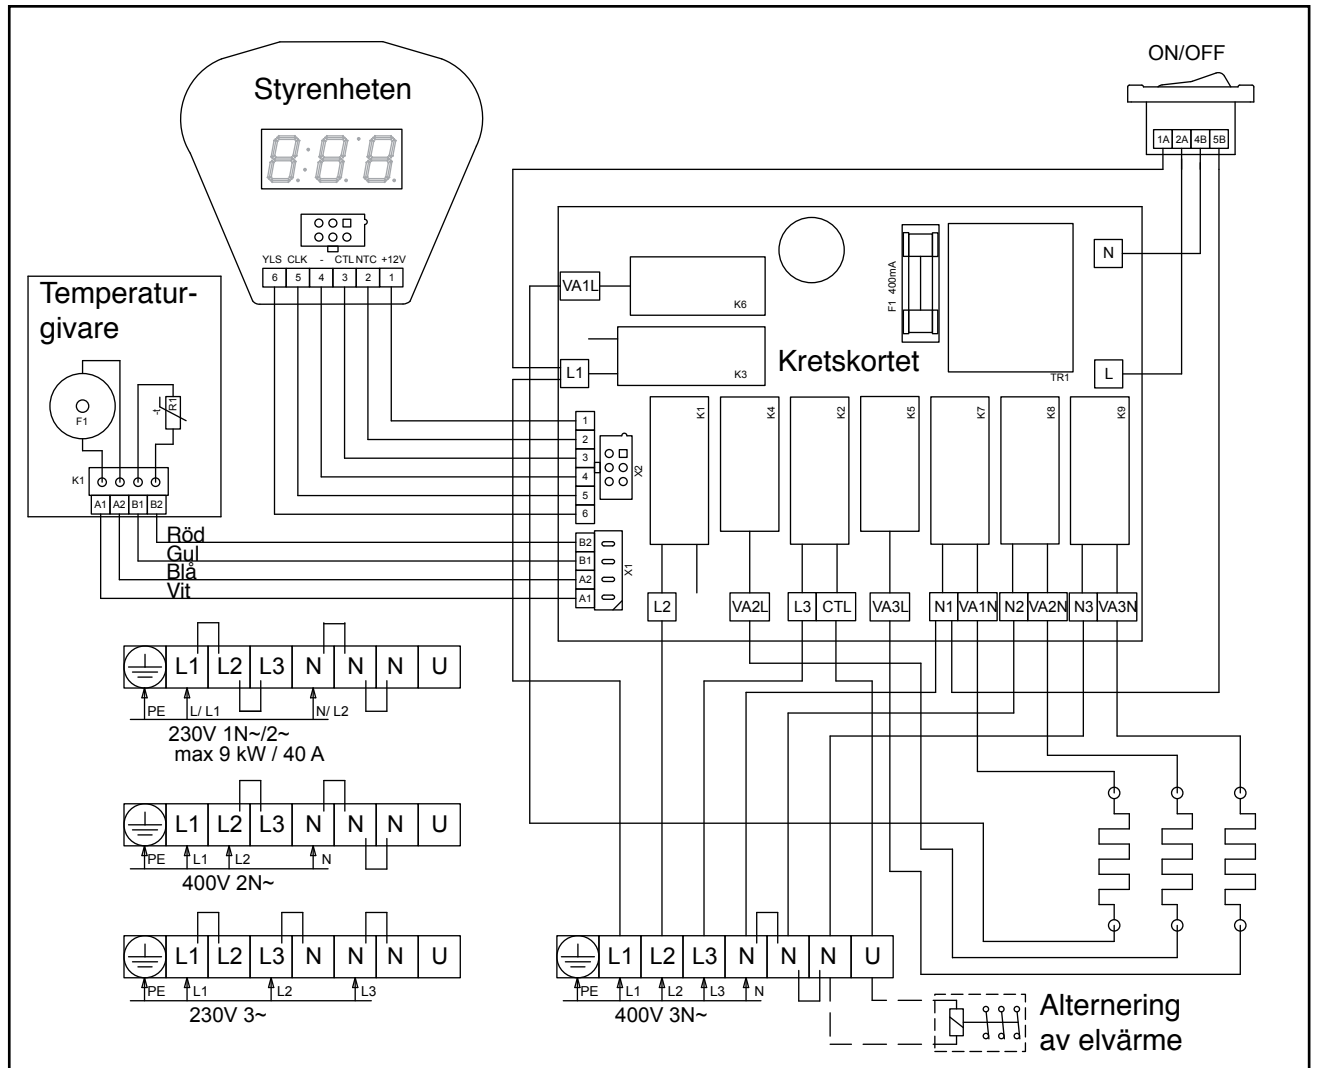 ON/OFF
1A 2A 4B 5B
Styrenheten
YLS CLK - CTL NTC +12V
6 5 4 3 2 1
Temperatur-
givare
F1
R1
-t
K1
A1 A2 B1 B2
Röd
Gul
Blå
Vit
VA1L
K6
L1
K3
Kretskortet
F1 400mA
TR1
N
L
1
2
3
4
5
6
X2
B2
B1
A2
A1
X1
K1 K4 K2 K5 K7 K8 K9
L2 VA2L L3 CTL VA3L N1 VA1N N2 VA2N N3 VA3N
L1 L2 L3 N N N U
PE L/ L1 N/ L2
230V 1N~/2~
max 9 kW / 40 A
L1 L2 L3 N N N U
PE L1 L2 N
400V 2N~
L1 L2 L3 N N N U
PE L1 L2 L3
230V 3~
L1 L2 L3 N N N U
PE L1 L2 L3 N
400V 3N~
Alternering
av elvärme